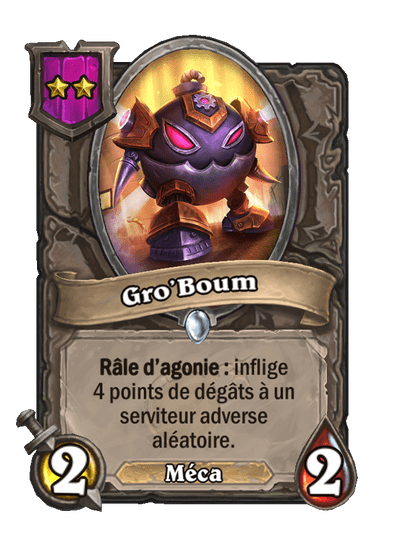 Gro'Boum
Râle d'agonie : inflige
4 points de dégâts à un
serviteur adverse
aléatoire.
2
Méca
2